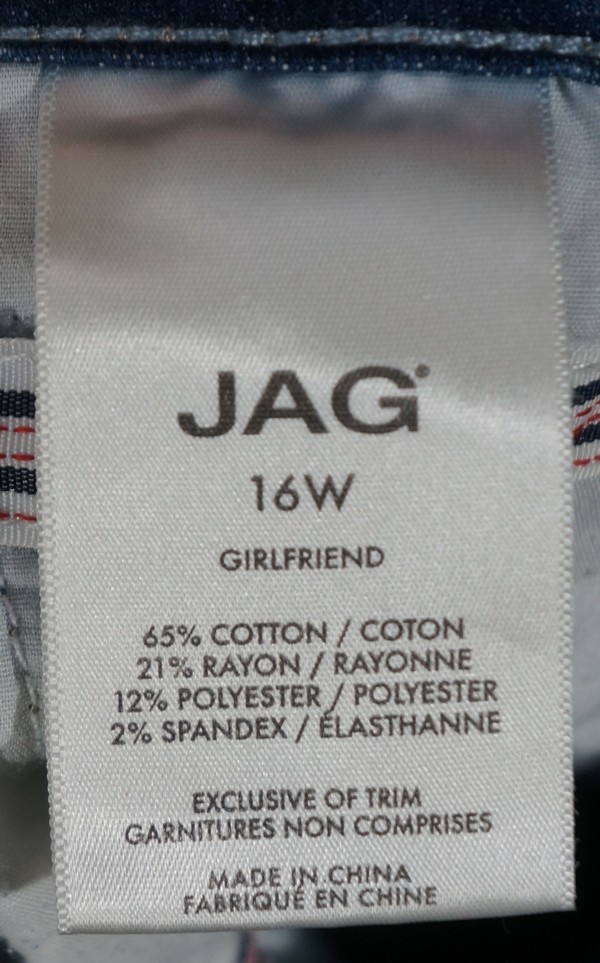 JAG
16W
GIRLFRIEND
65% COTTON / COTON
21% RAYON / RAYONNE
12% POLYESTER / POLYESTER
2% SPANDEX / ÉLASTHANNE
EXCLUSIVE OF TRIM
GARNITURES NON COMPRISES
MADE IN CHINA
FABRIQUÉ EN CHINE